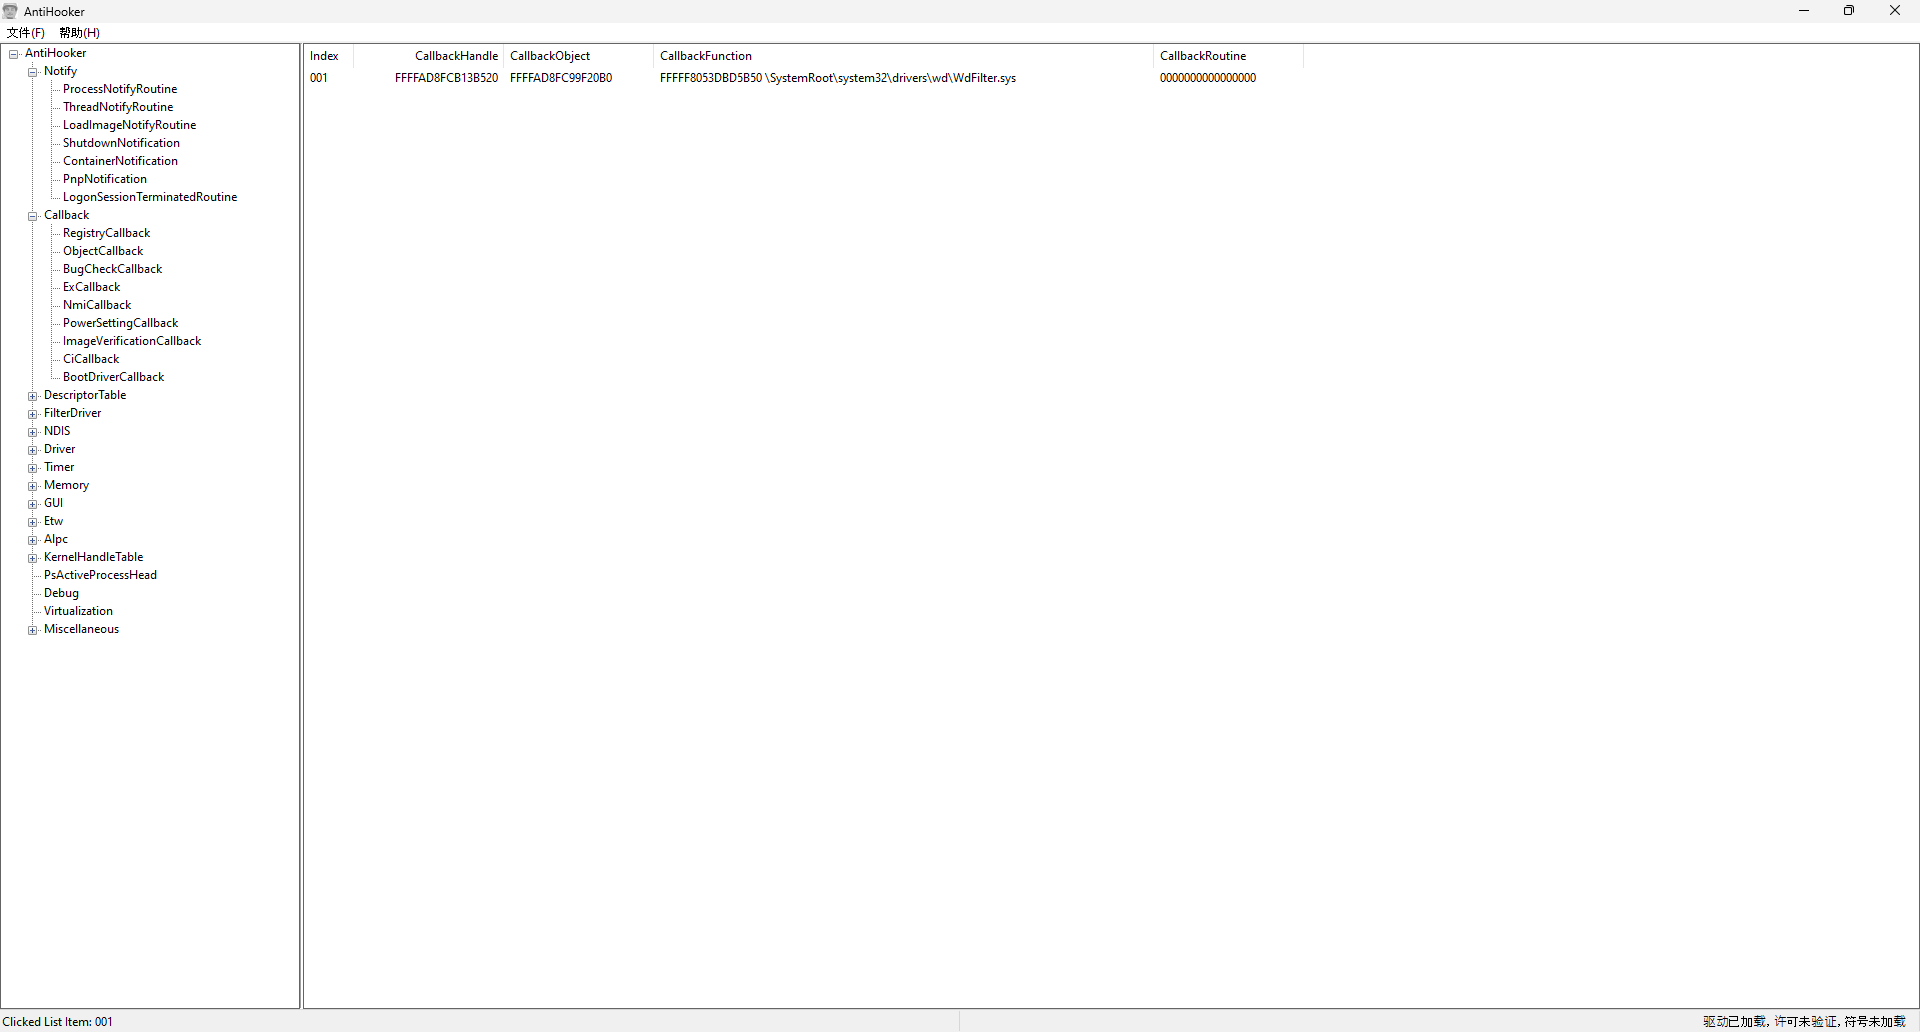 AntiHooker
文件(F) 帮助(H)
AntiHooker
Notify
ProcessNotifyRoutine
ThreadNotifyRoutine
LoadImageNotifyRoutine
ShutdownNotification
ContainerNotification
PnpNotification
LogonSessionTerminatedRoutine
Callback
RegistryCallback
ObjectCallback
BugCheckCallback
ExCallback
NmiCallback
PowerSettingCallback
ImageVerificationCallback
CiCallback
BootDriverCallback
DescriptorTable
FilterDriver
NDIS
Driver
Timer
Memory
GUI
Etw
Alpc
KernelHandleTable
PsActiveProcessHead
Debug
Virtualization
Miscellaneous
Index CallbackHandle CallbackObject CallbackFunction CallbackRoutine
001 FFFFAD8FCB13B520 FFFFAD8FC99F20B0 FFFFF8053DBD5B50 \SystemRoot\system32\drivers\wd\WdFilter.sys 0000000000000000
Clicked List Item: 001
驱动已加载, 许可未验证, 符号未加载